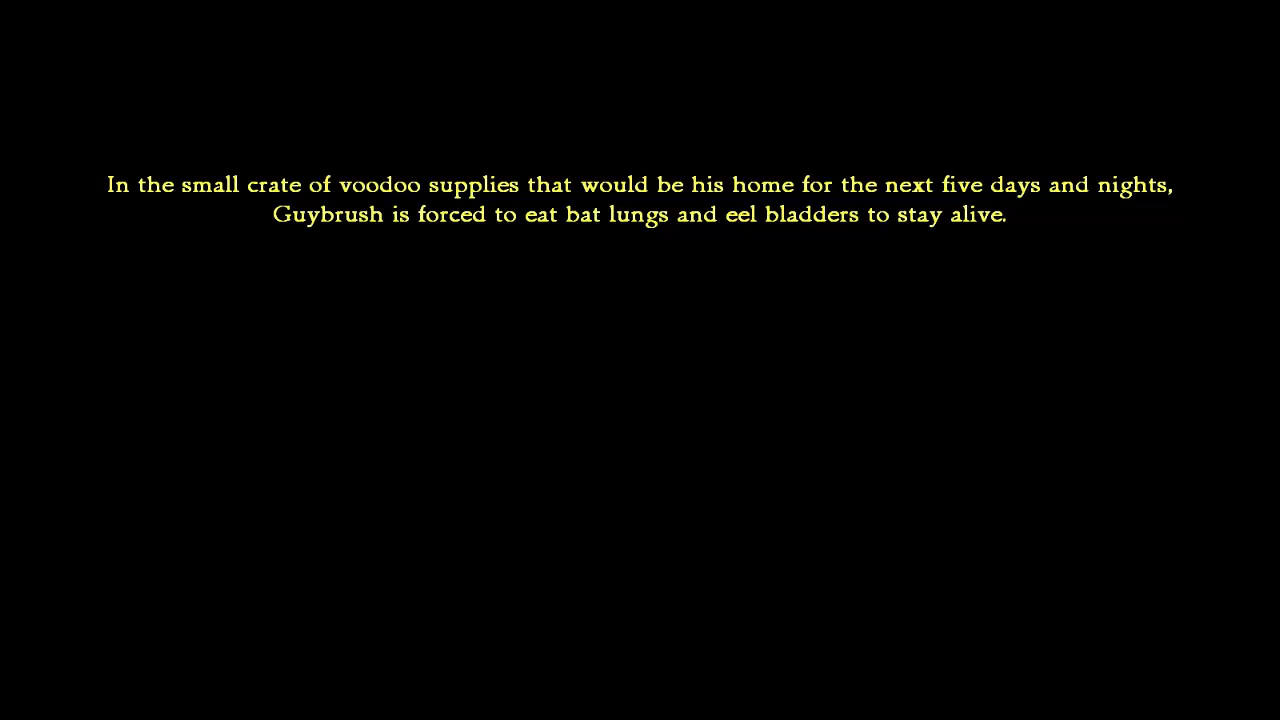 In the small crate of voodoo supplies that would be his home for the next five days and nights,
Guybrush is forced to eat bat lungs and eel bladders to stay alive.